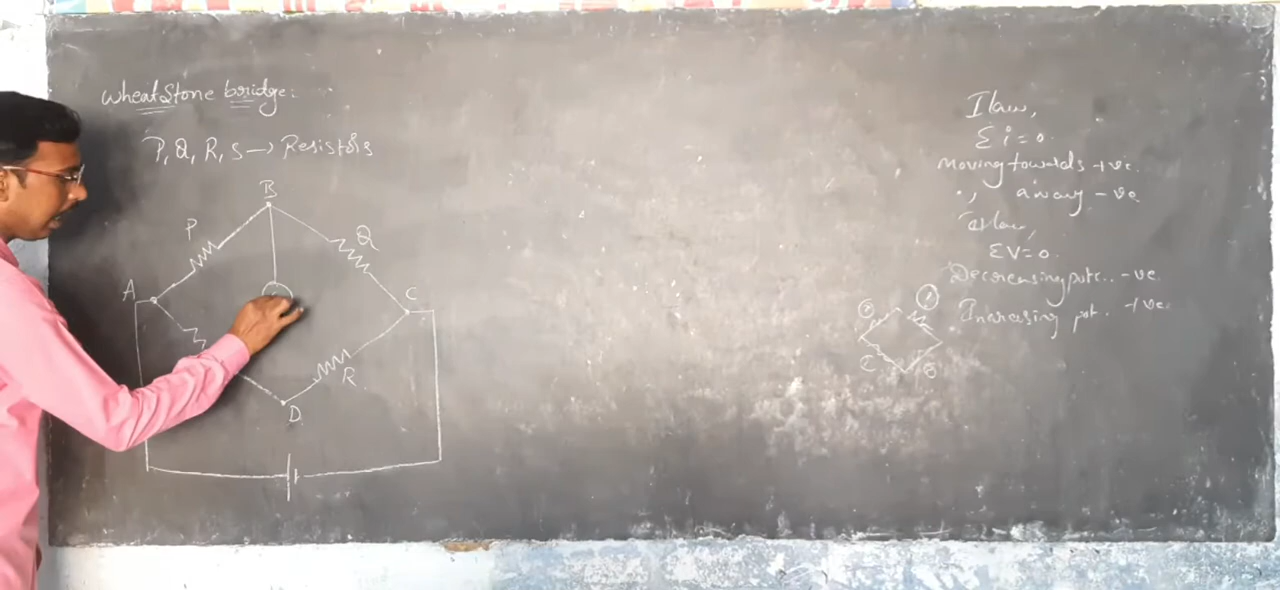 WheatStone bridge:
P, Q, R, S → Resistors
B
P
Q
A
C
R
D
I law,
Σ i = 0.
Moving towards +ve.
,, away -ve
II law,
ΣV=0.
Decreasing pot.. -ve.
Increasing pot. +ve